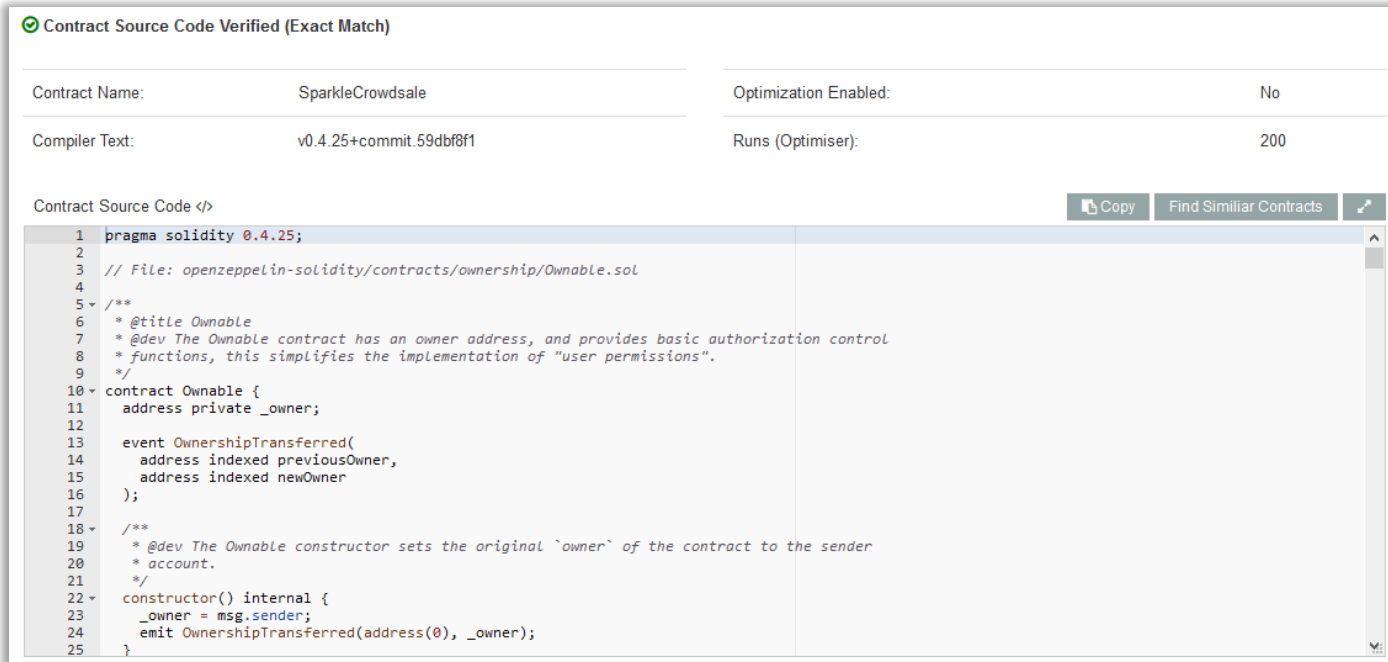 Contract Source Code Verified (Exact Match)
Contract Name: SparkleCrowdsale Optimization Enabled: No
Compiler Text: v0.4.25+commit.59dbf8f1 Runs (Optimiser): 200
Contract Source Code </> Copy Find Similiar Contracts
1 pragma solidity 0.4.25;
2
3 // File: openzeppelin-solidity/contracts/ownership/Ownable.sol
4
5 /**
6 * @title Ownable
7 * @dev The Ownable contract has an owner address, and provides basic authorization control
8 * functions, this simplifies the implementation of "user permissions".
9 */
10 contract Ownable {
11 address private _owner;
12
13 event OwnershipTransferred(
14 address indexed previousOwner,
15 address indexed newOwner
16 );
17
18 /**
19 * @dev The Ownable constructor sets the original `owner` of the contract to the sender
20 * account.
21 */
22 constructor() internal {
23 _owner = msg.sender;
24 emit OwnershipTransferred(address(0), _owner);
25 }